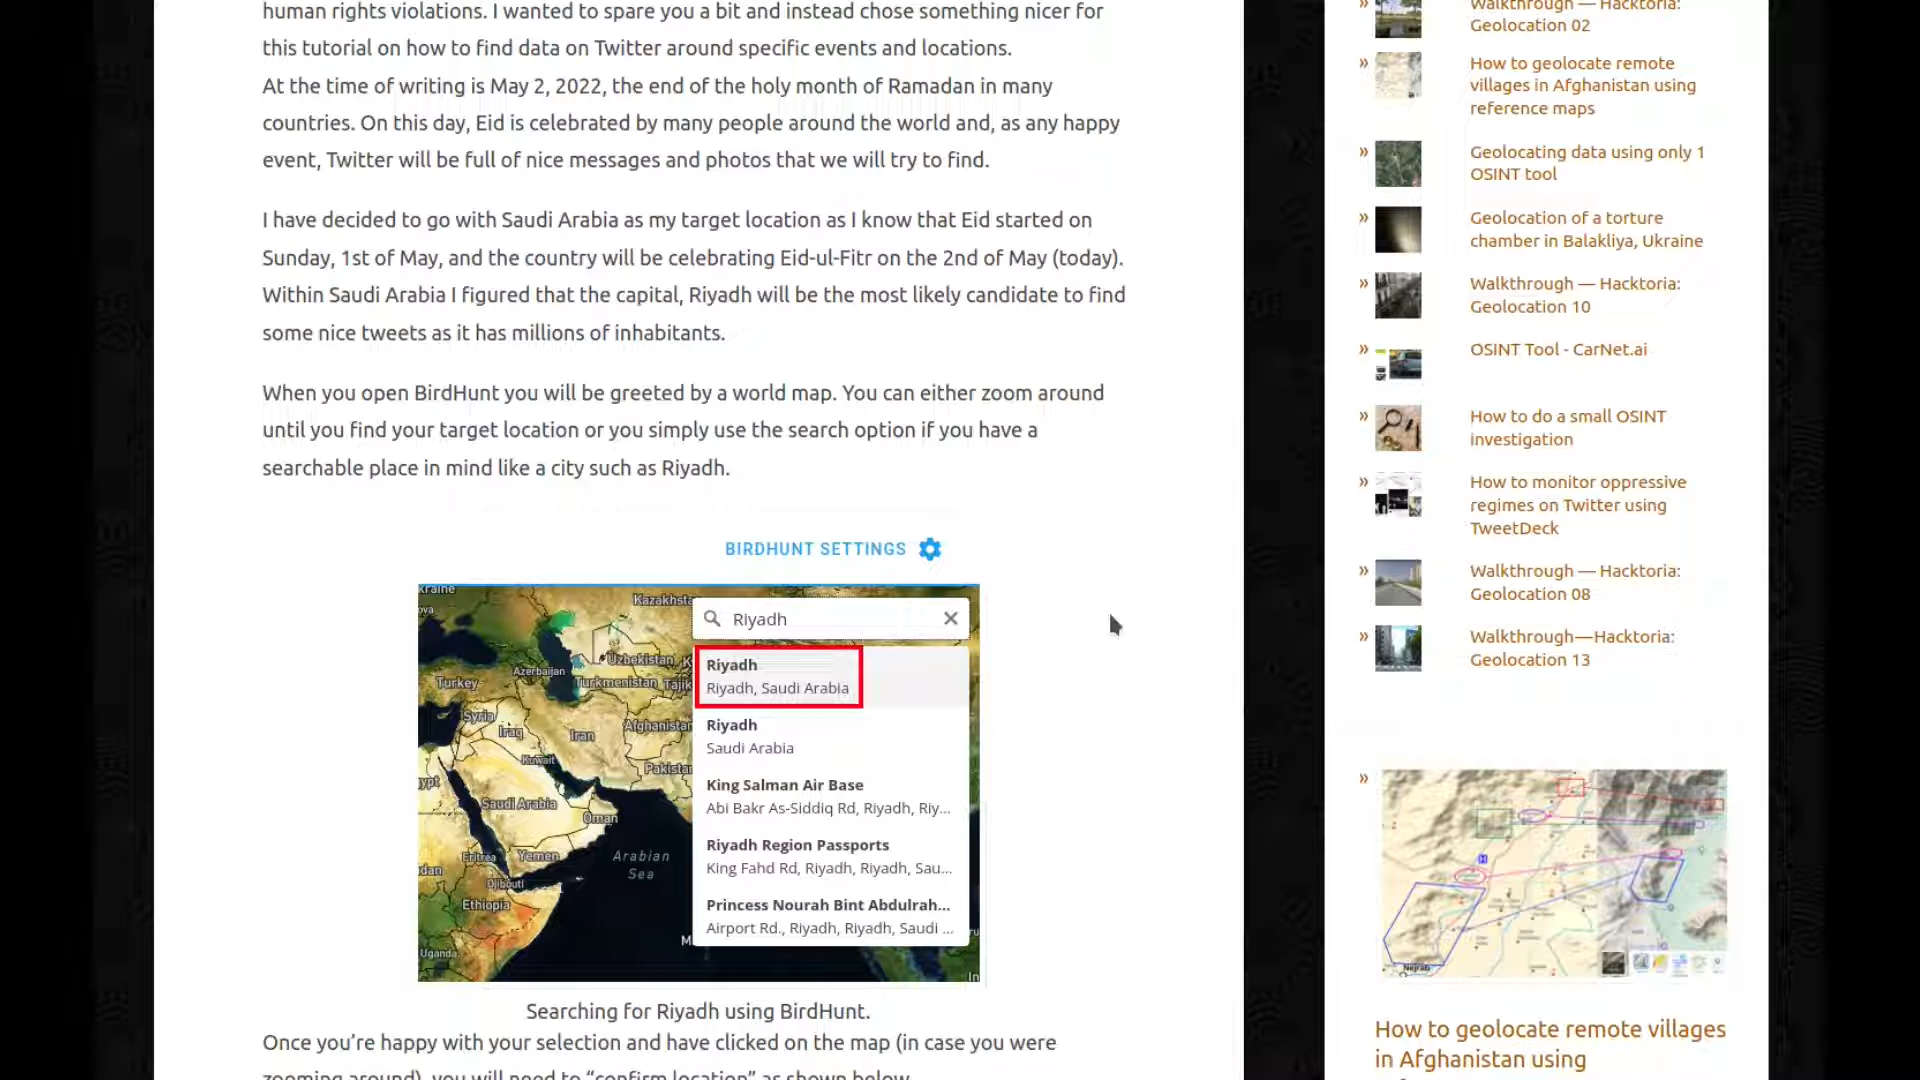 human rights violations. I wanted to spare you a bit and instead chose something nicer for
this tutorial on how to find data on Twitter around specific events and locations.
At the time of writing is May 2, 2022, the end of the holy month of Ramadan in many
countries. On this day, Eid is celebrated by many people around the world and, as any happy
event, Twitter will be full of nice messages and photos that we will try to find.
I have decided to go with Saudi Arabia as my target location as I know that Eid started on
Sunday, 1st of May, and the country will be celebrating Eid-ul-Fitr on the 2nd of May (today).
Within Saudi Arabia I figured that the capital, Riyadh will be the most likely candidate to find
some nice tweets as it has millions of inhabitants.
When you open BirdHunt you will be greeted by a world map. You can either zoom around
until you find your target location or you simply use the search option if you have a
searchable place in mind like a city such as Riyadh.
BIRDHUNT SETTINGS
Kazakhsta
Uzbekistan
Azerbaijan
Turkmenistan
Tajik
Turkey
Syria
Iraq
Iran
Afghanistan
Kuwait
Pakistan
Saudi Arabia
Oman
Eritrea
Yemen
Arabian
Sea
Djibouti
Ethiopia
Uganda
Riyadh
Riyadh
Riyadh, Saudi Arabia
Riyadh
Saudi Arabia
King Salman Air Base
Abi Bakr As-Siddiq Rd, Riyadh, Riy...
Riyadh Region Passports
King Fahd Rd, Riyadh, Riyadh, Sau...
Princess Nourah Bint Abdulrah...
Airport Rd., Riyadh, Riyadh, Saudi ...
Searching for Riyadh using BirdHunt.
Once you’re happy with your selection and have clicked on the map (in case you were
zooming around), you will need to “confirm location” as shown below.
» Walkthrough — Hacktoria:
Geolocation 02
» How to geolocate remote
villages in Afghanistan using
reference maps
» Geolocating data using only 1
OSINT tool
» Geolocation of a torture
chamber in Balakliya, Ukraine
» Walkthrough — Hacktoria:
Geolocation 10
» OSINT Tool - CarNet.ai
» How to do a small OSINT
investigation
» How to monitor oppressive
regimes on Twitter using
TweetDeck
» Walkthrough — Hacktoria:
Geolocation 08
» Walkthrough—Hacktoria:
Geolocation 13
»
How to geolocate remote villages
in Afghanistan using